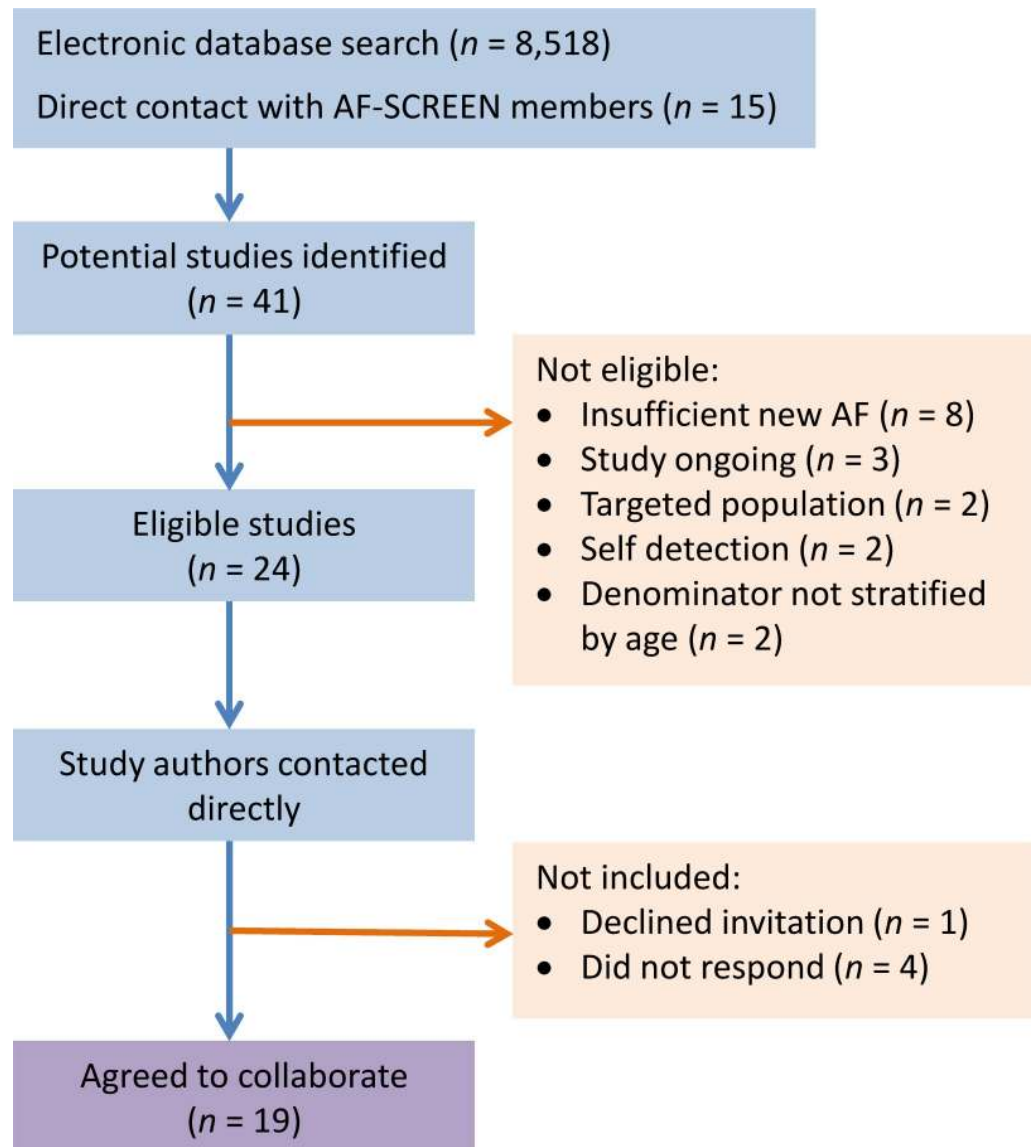 Electronic database search (n = 8,518)
Direct contact with AF-SCREEN members (n = 15)
Potential studies identified
(n = 41)
Not eligible:
• Insufficient new AF (n = 8)
• Study ongoing (n = 3)
• Targeted population (n = 2)
• Self detection (n = 2)
• Denominator not stratified
by age (n = 2)
Eligible studies
(n = 24)
Study authors contacted
directly
Not included:
• Declined invitation (n = 1)
• Did not respond (n = 4)
Agreed to collaborate
(n = 19)